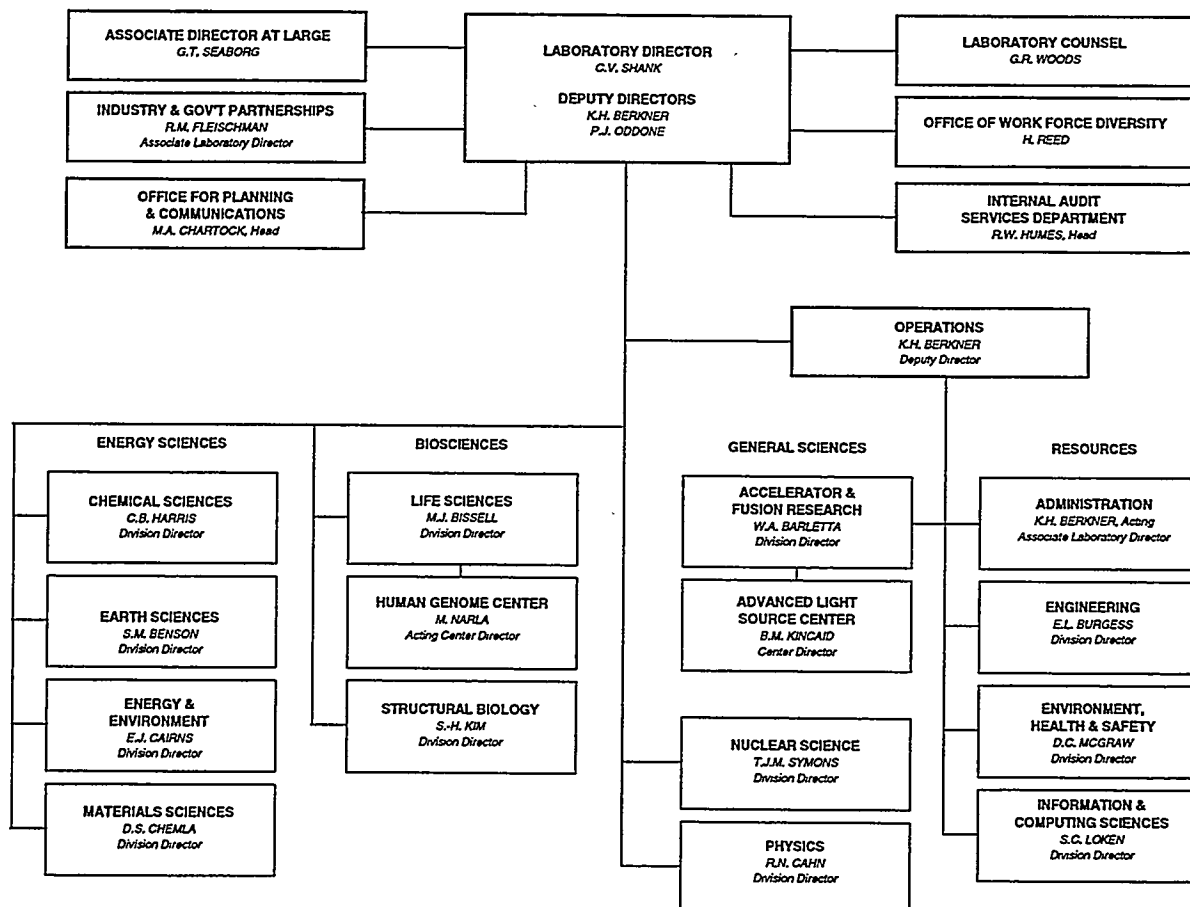 ASSOCIATE DIRECTOR AT LARGE
G.T. SEABORG
INDUSTRY & GOV'T PARTNERSHIPS
R.M. FLEISCHMAN
Associate Laboratory Director
OFFICE FOR PLANNING
& COMMUNICATIONS
M.A. CHARTOCK, Head
LABORATORY DIRECTOR
C.V. SHANK
DEPUTY DIRECTORS
K.H. BERKNER
P.J. ODDONE
LABORATORY COUNSEL
G.R. WOODS
OFFICE OF WORK FORCE DIVERSITY
H. REED
INTERNAL AUDIT
SERVICES DEPARTMENT
R.W. HUMES, Head
OPERATIONS
K.H. BERKNER
Deputy Director
ENERGY SCIENCES
CHEMICAL SCIENCES
C.B. HARRIS
Division Director
EARTH SCIENCES
S.M. BENSON
Division Director
ENERGY &
ENVIRONMENT
E.J. CAIRNS
Division Director
MATERIALS SCIENCES
D.S. CHEMLA
Division Director
BIOSCIENCES
LIFE SCIENCES
M.J. BISSELL
Division Director
HUMAN GENOME CENTER
M. NARLA
Acting Center Director
STRUCTURAL BIOLOGY
S.-H. KIM
Division Director
GENERAL SCIENCES
ACCELERATOR &
FUSION RESEARCH
W.A. BARLETTA
Division Director
ADVANCED LIGHT
SOURCE CENTER
B.M. KINCAID
Center Director
NUCLEAR SCIENCE
T.J.M. SYMONS
Division Director
PHYSICS
R.N. CAHN
Division Director
RESOURCES
ADMINISTRATION
K.H. BERKNER, Acting
Associate Laboratory Director
ENGINEERING
E.L. BURGESS
Division Director
ENVIRONMENT,
HEALTH & SAFETY
D.C. MCGRAW
Division Director
INFORMATION &
COMPUTING SCIENCES
S.C. LOKEN
Division Director